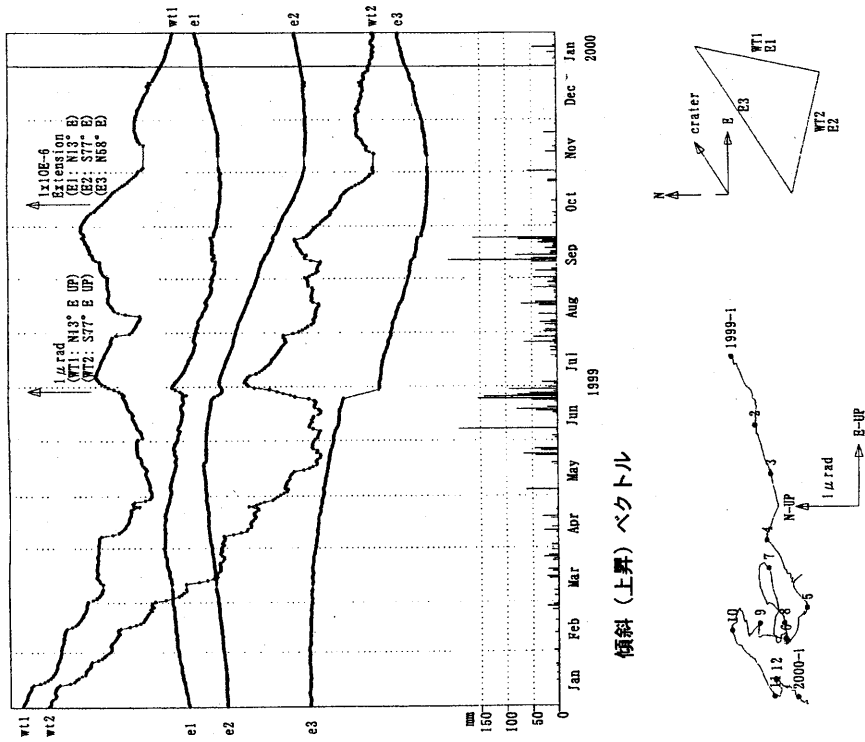 wt1
wt2
e1
e2
e3
wt1
e1
e2
wt2
e3
1μrad
(WT1: N13° E UP)
(WT2: S77° E UP)
1x10E-6
Extension
(E1: N13° E)
(E2: S77° E)
(E3: N58° E)
mm
150
100
50
0
Jan
Feb
Mar
Apr
May
Jun
Jul
Aug
Sep
Oct
Nov
Dec
Jan
1999
2000
傾斜（上昇）ベクトル
1999-1
2
3
4
5
6
7
8
9
10
11
12
2000-1
N-UP
1μrad
E-UP
N
crater
E
E3
WT1
E1
WT2
E2